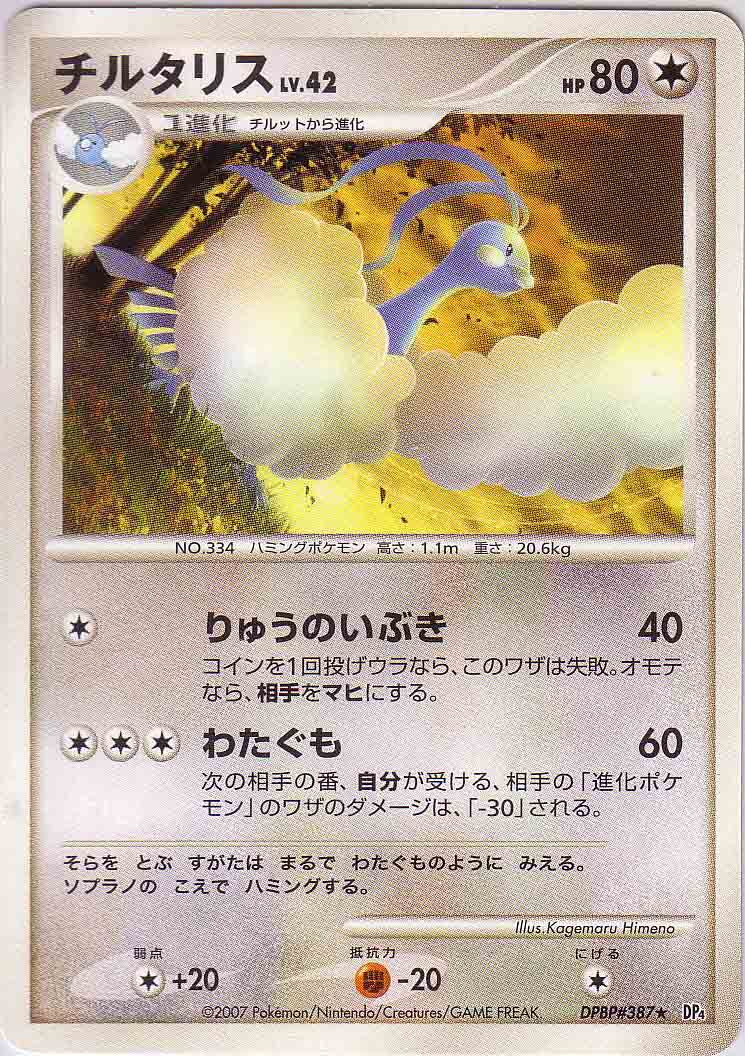 チルタリス LV.42 HP 80
1進化 チルットから進化
NO.334 ハミングポケモン 高さ：1.1m 重さ：20.6kg
りゅうのいぶき 40
コインを1回投げウラなら、このワザは失敗。オモテ
なら、相手をマヒにする。
わたぐも 60
次の相手の番、自分が受ける、相手の「進化ポケ
モン」のワザのダメージは、「-30」される。
そらを とぶ すがたは まるで わたぐものように みえる。
ソプラノの こえで ハミングする。
Illus.Kagemaru Himeno
弱点 抵抗力 にげる
+20 -20
©2007 Pokémon/Nintendo/Creatures/GAME FREAK DPBP#387★ DP4